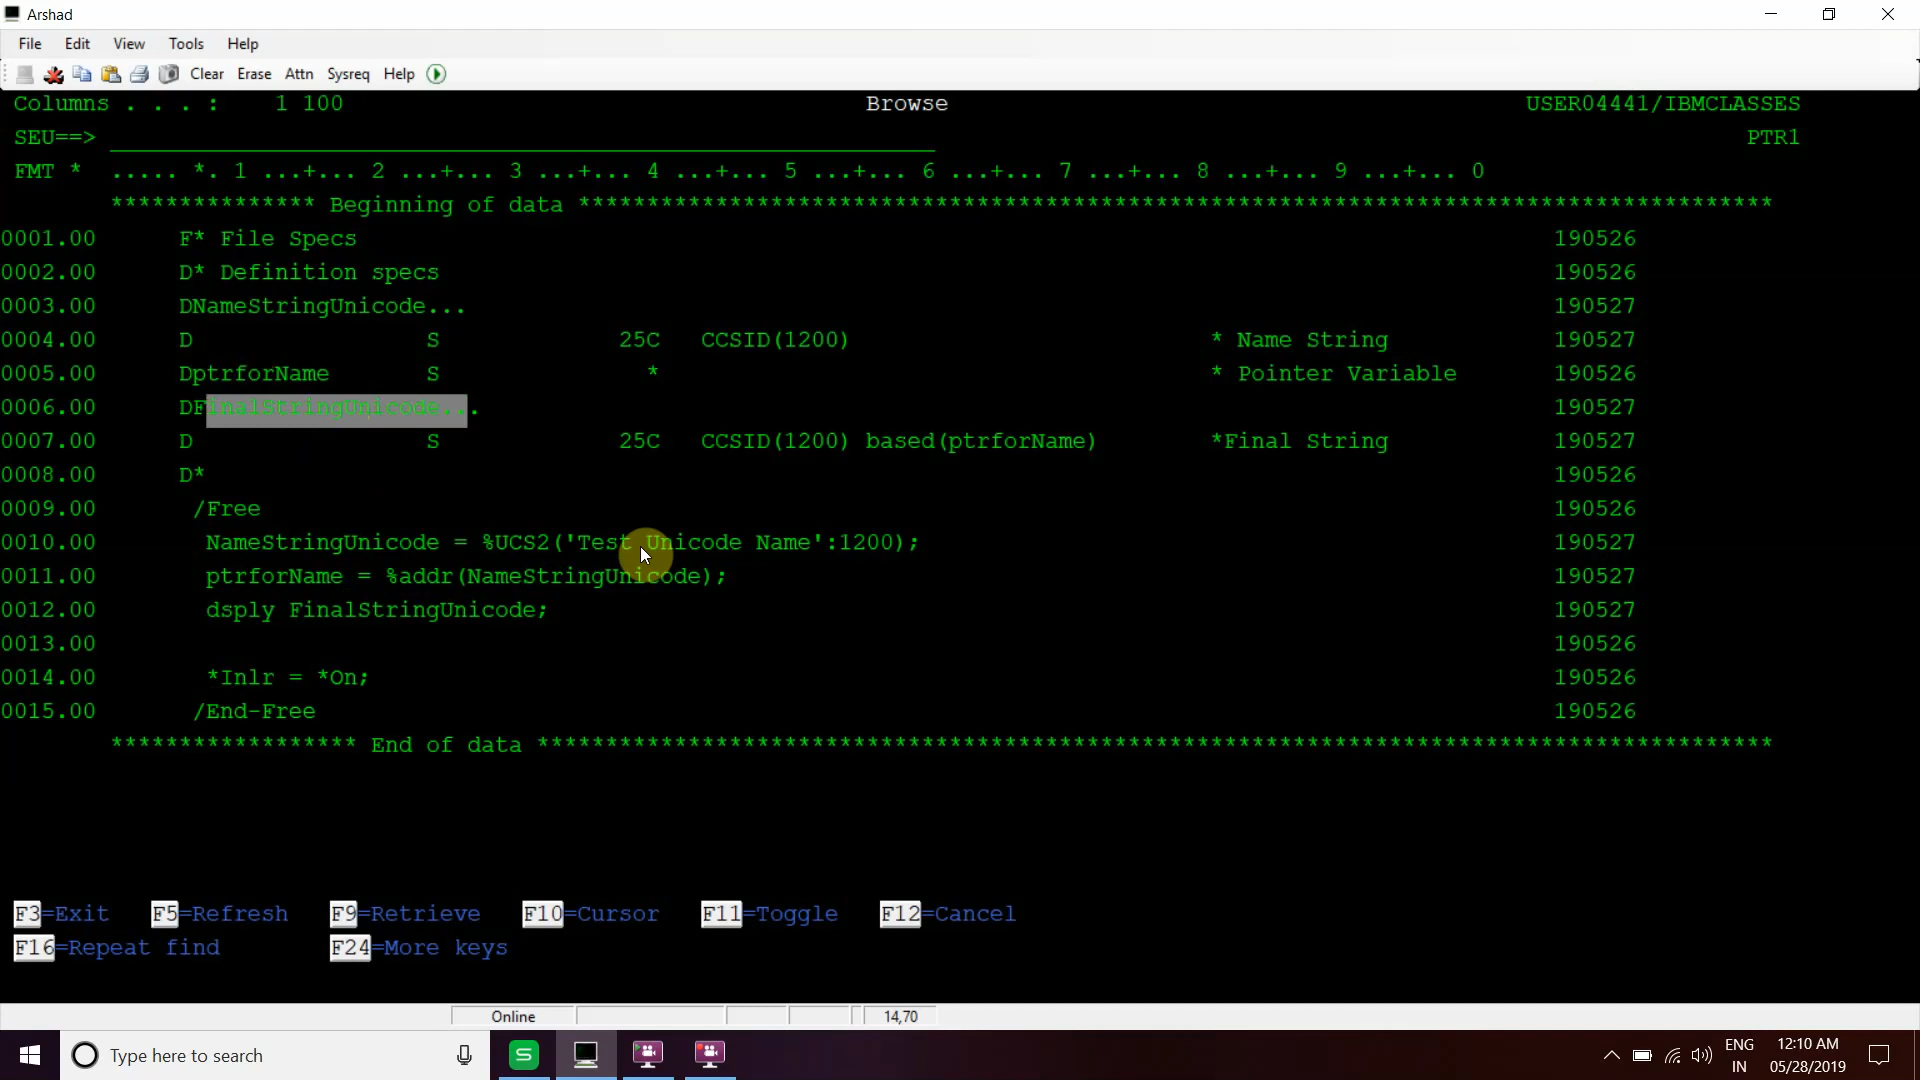 Arshad
File Edit View Tools Help
Clear Erase Attn Sysreq Help
Columns . . . : 1 100 Browse USER04441/IBMCLASSES
SEU==> PTR1
FMT * ..... *. 1 ...+... 2 ...+... 3 ...+... 4 ...+... 5 ...+... 6 ...+... 7 ...+... 8 ...+... 9 ...+... 0
*************** Beginning of data ***************************************************************************************
0001.00 F* File Specs 190526
0002.00 D* Definition specs 190526
0003.00 DNameStringUnicode... 190527
0004.00 D S 25C CCSID(1200) * Name String 190527
0005.00 DptrforName S * * Pointer Variable 190526
0006.00 DFinalStringUnicode... 190527
0007.00 D S 25C CCSID(1200) based(ptrforName) *Final String 190527
0008.00 D* 190526
0009.00 /Free 190526
0010.00 NameStringUnicode = %UCS2('Test Unicode Name':1200); 190527
0011.00 ptrforName = %addr(NameStringUnicode); 190527
0012.00 dsply FinalStringUnicode; 190527
0013.00 190526
0014.00 *Inlr = *On; 190526
0015.00 /End-Free 190526
****************** End of data ******************************************************************************************
F3=Exit F5=Refresh F9=Retrieve F10=Cursor F11=Toggle F12=Cancel
F16=Repeat find F24=More keys
Online 14,70
Type here to search S ENG 12:10 AM
IN 05/28/2019